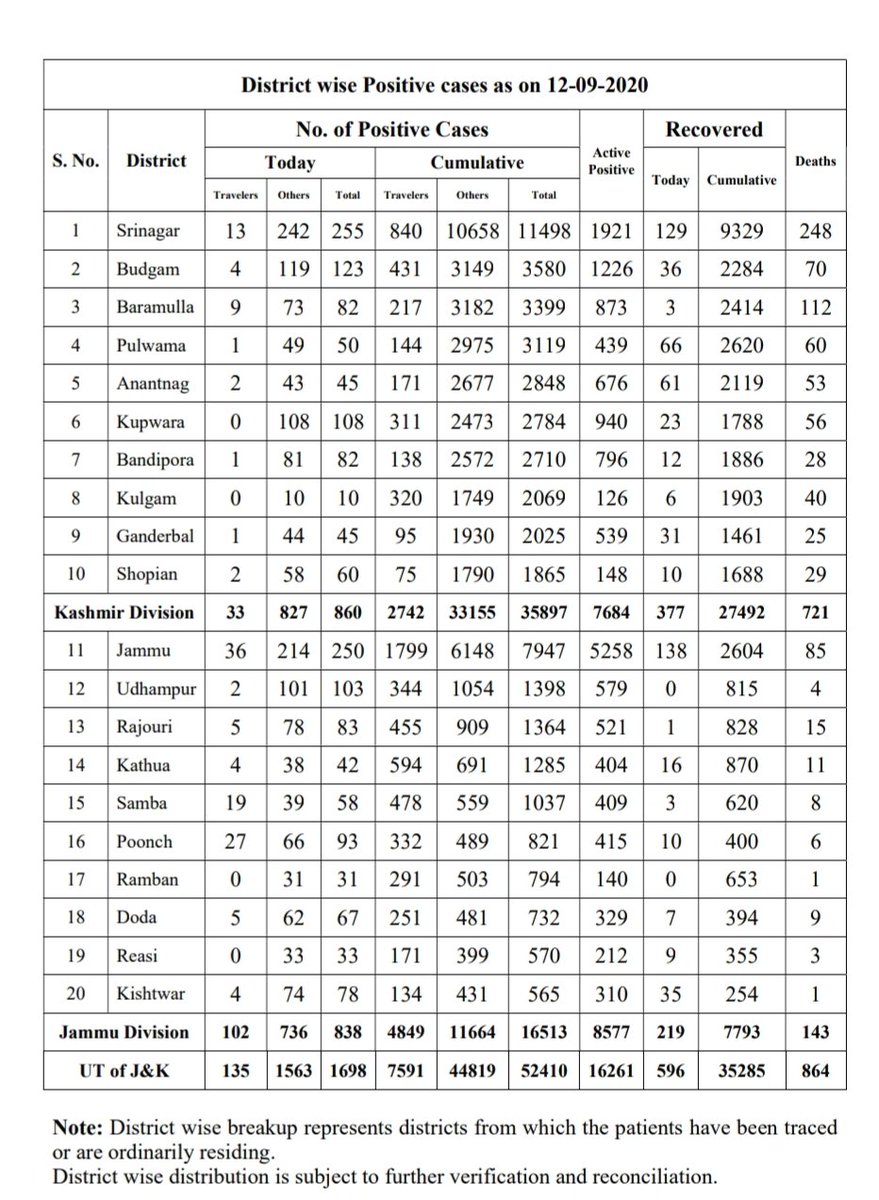 District wise Positive cases as on 12-09-2020
S. No. District No. of Positive Cases Active Positive Recovered Deaths
Today Cumulative Today Cumulative
Travelers Others Total Travelers Others Total
1 Srinagar 13 242 255 840 10658 11498 1921 129 9329 248
2 Budgam 4 119 123 431 3149 3580 1226 36 2284 70
3 Baramulla 9 73 82 217 3182 3399 873 3 2414 112
4 Pulwama 1 49 50 144 2975 3119 439 66 2620 60
5 Anantnag 2 43 45 171 2677 2848 676 61 2119 53
6 Kupwara 0 108 108 311 2473 2784 940 23 1788 56
7 Bandipora 1 81 82 138 2572 2710 796 12 1886 28
8 Kulgam 0 10 10 320 1749 2069 126 6 1903 40
9 Ganderbal 1 44 45 95 1930 2025 539 31 1461 25
10 Shopian 2 58 60 75 1790 1865 148 10 1688 29
Kashmir Division 33 827 860 2742 33155 35897 7684 377 27492 721
11 Jammu 36 214 250 1799 6148 7947 5258 138 2604 85
12 Udhampur 2 101 103 344 1054 1398 579 0 815 4
13 Rajouri 5 78 83 455 909 1364 521 1 828 15
14 Kathua 4 38 42 594 691 1285 404 16 870 11
15 Samba 19 39 58 478 559 1037 409 3 620 8
16 Poonch 27 66 93 332 489 821 415 10 400 6
17 Ramban 0 31 31 291 503 794 140 0 653 1
18 Doda 5 62 67 251 481 732 329 7 394 9
19 Reasi 0 33 33 171 399 570 212 9 355 3
20 Kishtwar 4 74 78 134 431 565 310 35 254 1
Jammu Division 102 736 838 4849 11664 16513 8577 219 7793 143
UT of J&K 135 1563 1698 7591 44819 52410 16261 596 35285 864
Note: District wise breakup represents districts from which the patients have been traced
or are ordinarily residing.
District wise distribution is subject to further verification and reconciliation.